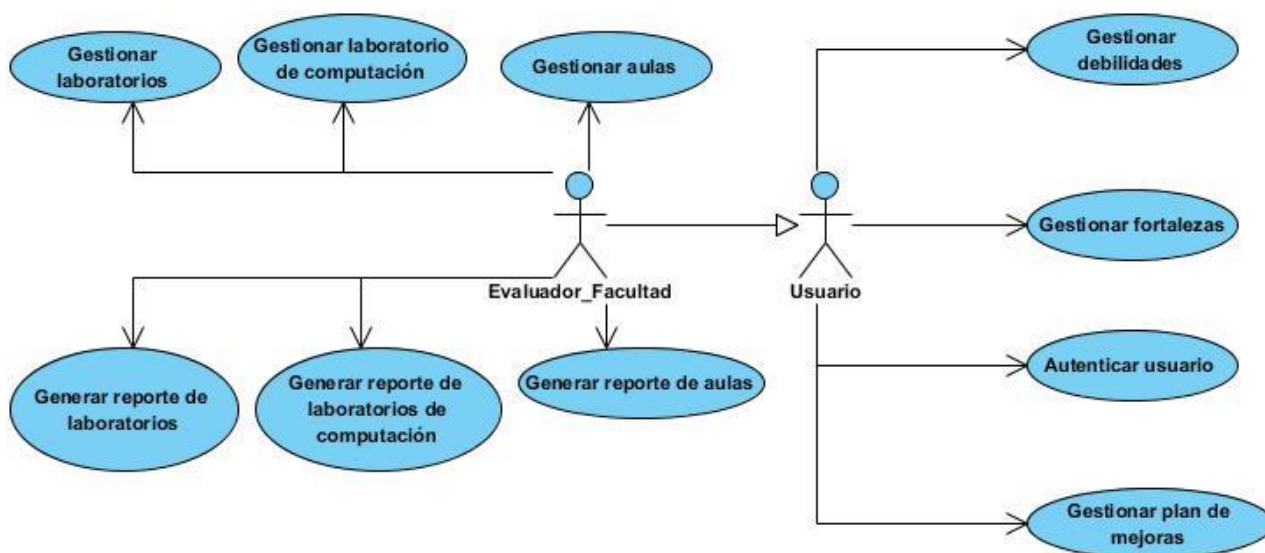 Gestionar
laboratorios
Gestionar laboratorio
de computación
Gestionar aulas
Gestionar
debilidades
Gestionar fortalezas
Evaluador_Facultad
Usuario
Generar reporte de
laboratorios
Generar reporte de
laboratorios de
computación
Generar reporte de aulas
Autenticar usuario
Gestionar plan de
mejoras